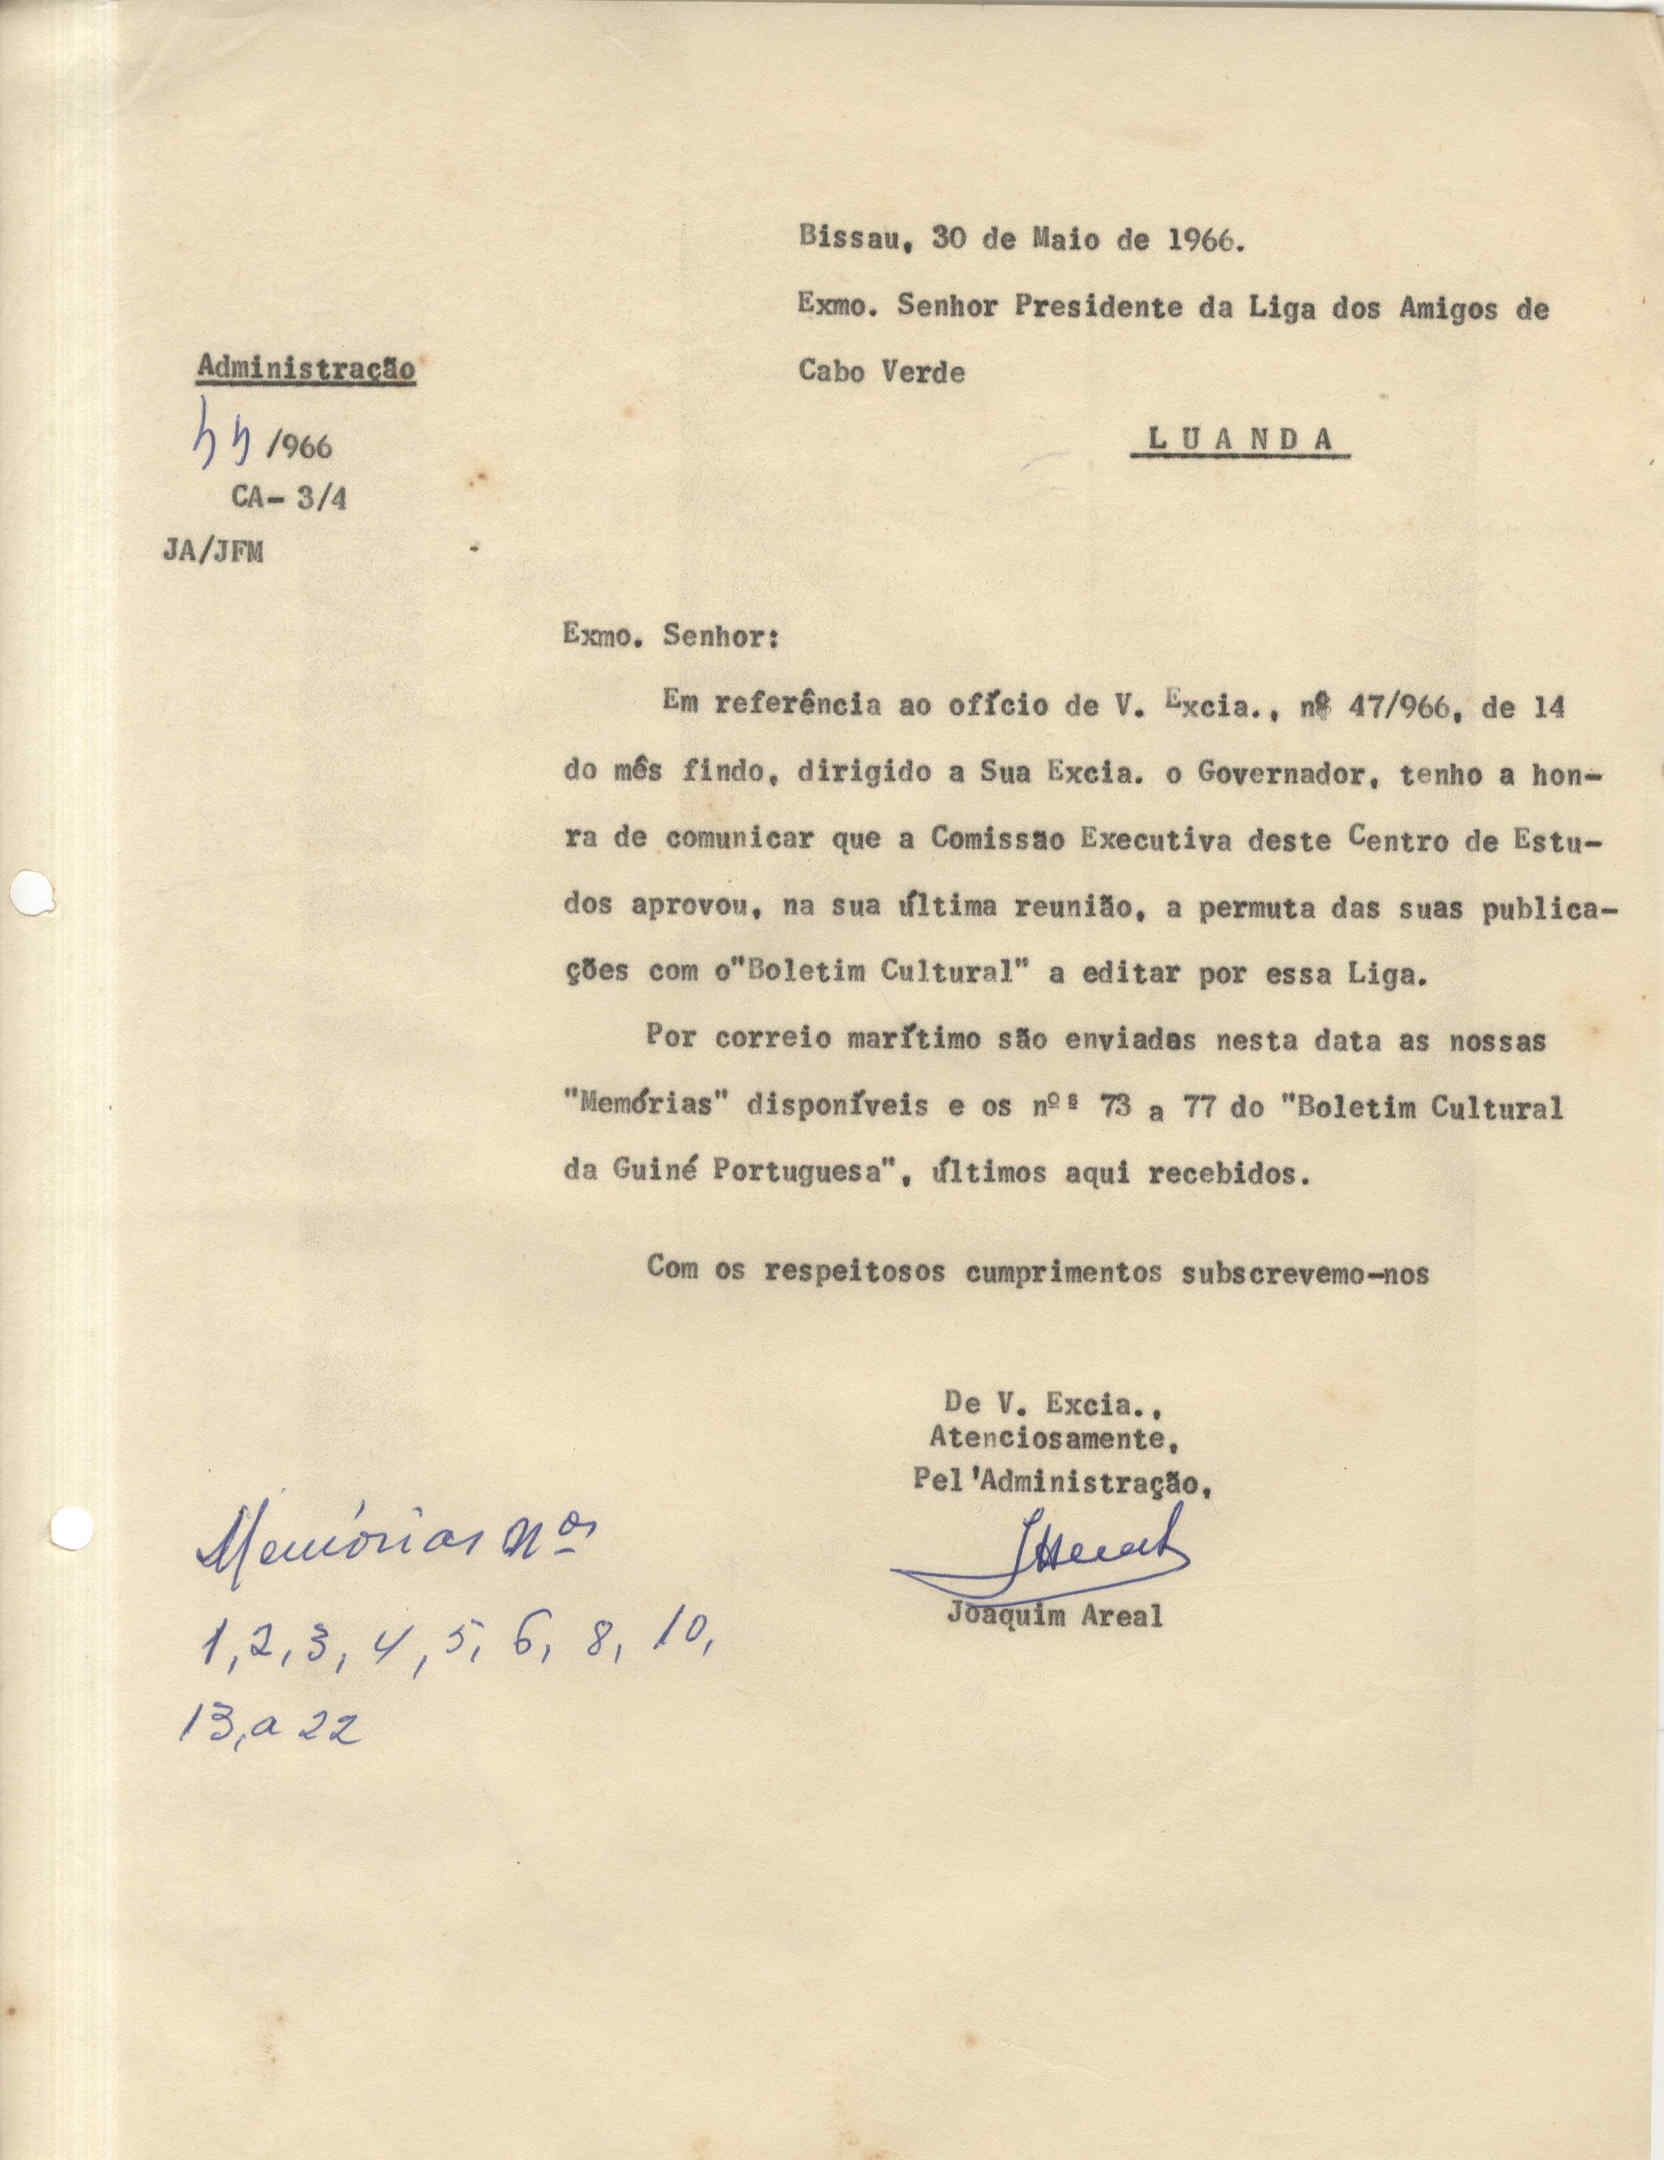 Bissau, 30 de Maio de 1966.
Exmo. Senhor Presidente da Liga dos Amigos de
Cabo Verde
LUANDA
Administração
/966
CA- 3/4
JA/JFM
Exmo. Senhor:
Em referência ao ofício de V. Excia., nº 47/966, de 14
do mês findo, dirigido a Sua Excia. o Governador, tenho a hon-
ra de comunicar que a Comissão Executiva deste Centro de Estu-
dos aprovou, na sua última reunião, a permuta das suas publica-
ções com o"Boletim Cultural" a editar por essa Liga.
Por correio marítimo são enviadas nesta data as nossas
"Memórias" disponíveis e os nºs 73 a 77 do "Boletim Cultural
da Guiné Portuguesa", últimos aqui recebidos.
Com os respeitosos cumprimentos subscrevemo-nos
De V. Excia.,
Atenciosamente,
Pel'Administração,
Joaquim Areal
Memórias nos
1,2,3,4,5,6,8,10,
13,a 22